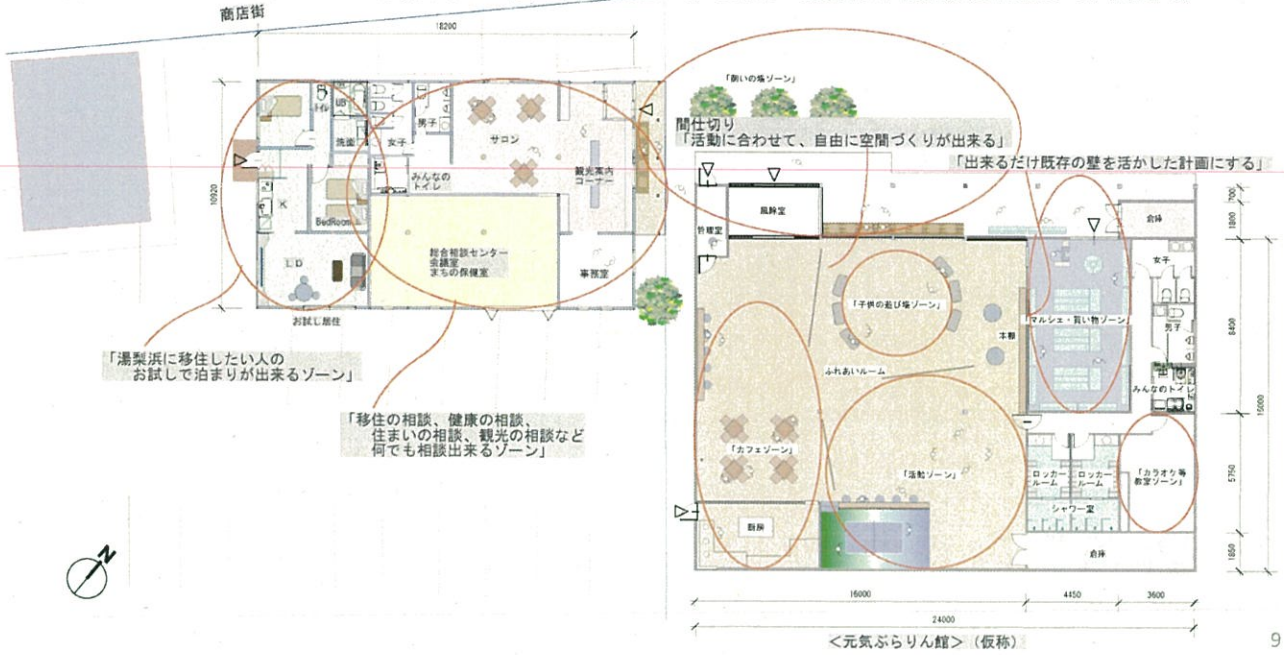 商店街
18200
10920
トイレ
UB
洗面
女子
男子
サロン
みんなの
トイレ
観光案内
コーナー
K
BedRoom
LD
総合相談センター
会議室
まちの保健室
事務室
お試し居住
「湯梨浜に移住したい人の
お試しで泊まりが出来るゾーン」
「移住の相談、健康の相談、
住まいの相談、観光の相談など
何でも相談出来るゾーン」
「憩いの場ゾーン」
間仕切り
「活動に合わせて、自由に空間づくりが出来る」
「出来るだけ既存の壁を活かした計画にする」
風除室
管理室
倉庫
女子
男子
みんなのトイレ
「子供の遊び場ゾーン」
本棚
「マルシェ・買い物ゾーン」
ふれあいルーム
「カフェゾーン」
「活動ゾーン」
厨房
ロッカー
ルーム
ロッカー
ルーム
シャワー室
「カラオケ等
教室ゾーン」
倉庫
700
1800
6400
5750
1850
15000
16000
4450
3600
24000
＜元気ぷらりん館＞（仮称）
N
9